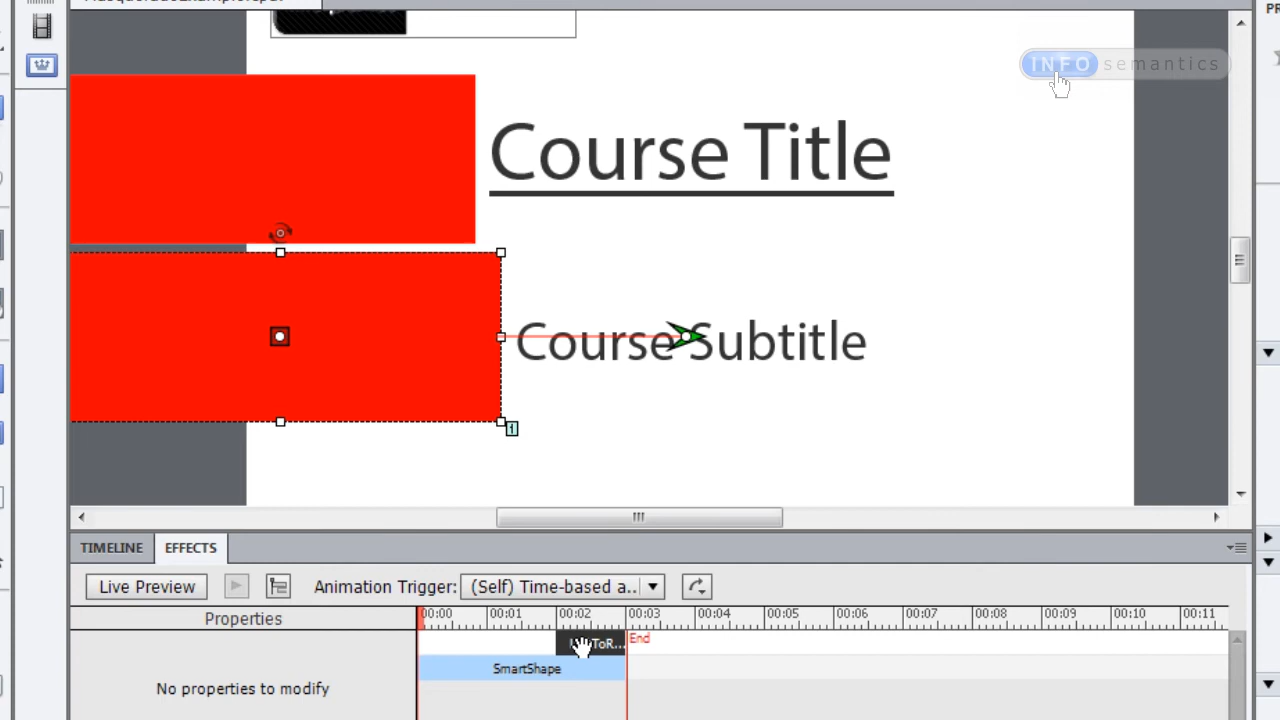 PR
INFO semantics
Course Title
Course Subtitle
1
TIMELINE EFFECTS
Live Preview Animation Trigger: (Self) Time-based a..
Properties 00:00 00:01 00:02 00:03 00:04 00:05 00:06 00:07 00:08 00:09 00:10 00:11
End
SmartShape
No properties to modify